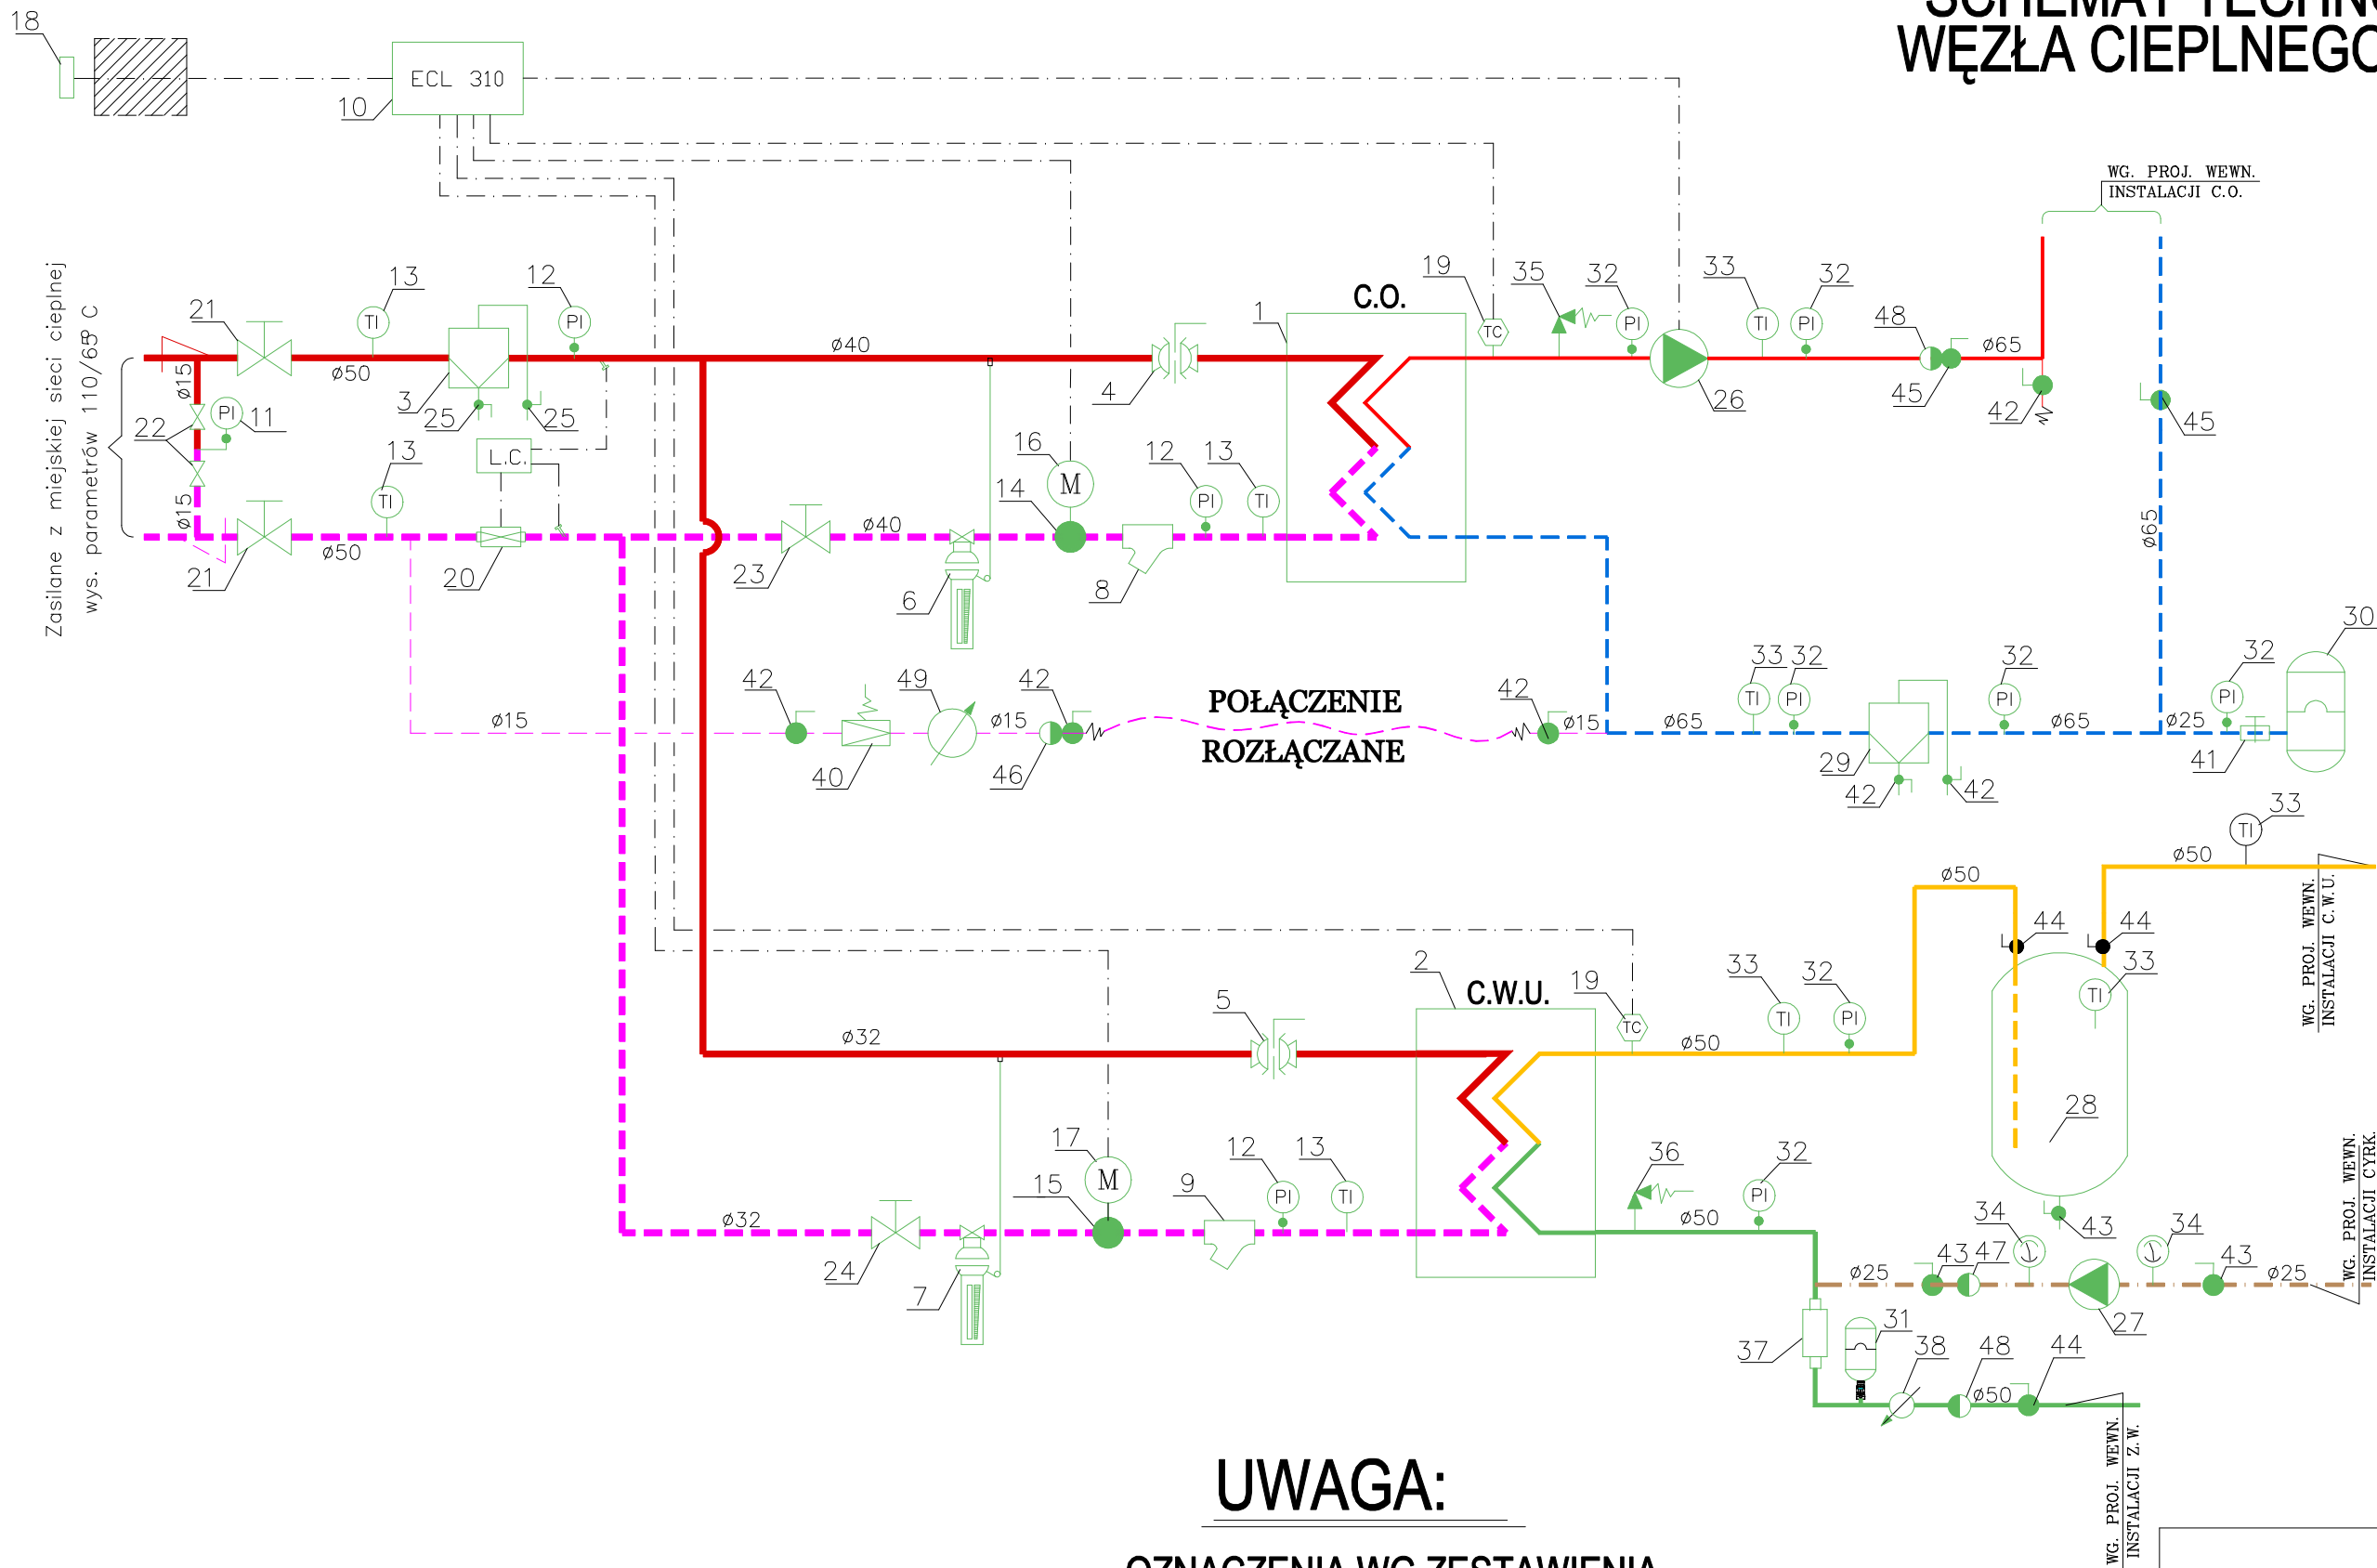 WĘZŁA CIEPLNEGO
18
10
ECL 310
WG. PROJ. WEWN.
INSTALACJI C.O.
Zasilane z miejskiej sieci cieplnej
wys. parametrów 110/65° C
21
13
12
TI
PI
ø50
3
25
25
ø15
22
PI
11
ø15
13
TI
L.C.
21
ø50
20
ø40
4
1
C.O.
19
TC
35
32
PI
26
33
TI
32
PI
48
45
ø65
42
45
ø65
16
M
14
12
PI
13
TI
23
ø40
6
8
ø15
42
40
49
ø15
42
46
POŁĄCZENIE
ROZŁĄCZANE
42
ø15
ø65
33
TI
32
PI
29
42
42
32
PI
ø65
ø25
32
PI
41
30
33
TI
ø50
ø50
WG. PROJ. WEWN.
INSTALACJI C.W.U.
44
44
33
TI
28
43
ø32
5
2
C.W.U.
19
TC
ø50
33
TI
32
PI
17
M
15
9
12
PI
13
TI
ø32
24
7
36
ø50
32
PI
ø25
43
47
34
34
27
43
ø25
WG. PROJ. WEWN.
INSTALACJI CYRK.
37
31
38
48
ø50
44
WG. PROJ. WEWN.
INSTALACJI Z.W.
UWAGA:
OZNACZENIA WG ZESTAWIENIA